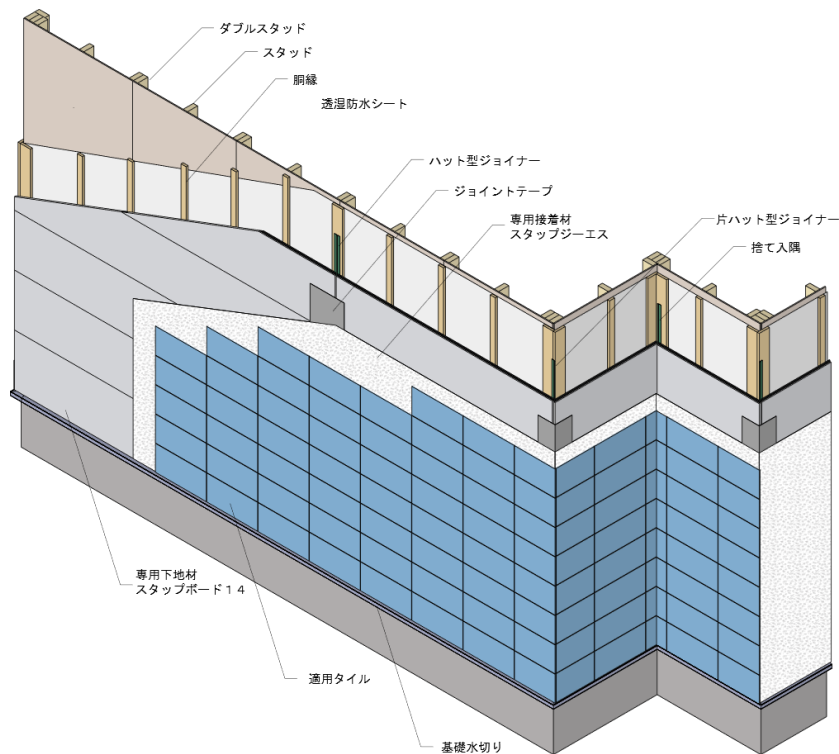 ダブルスタッド
スタッド
胴縁
透湿防水シート
ハット型ジョイナー
ジョイントテープ
専用接着材
スタップジーエス
片ハット型ジョイナー
捨て入隅
専用下地材
スタップボード１４
適用タイル
基礎水切り